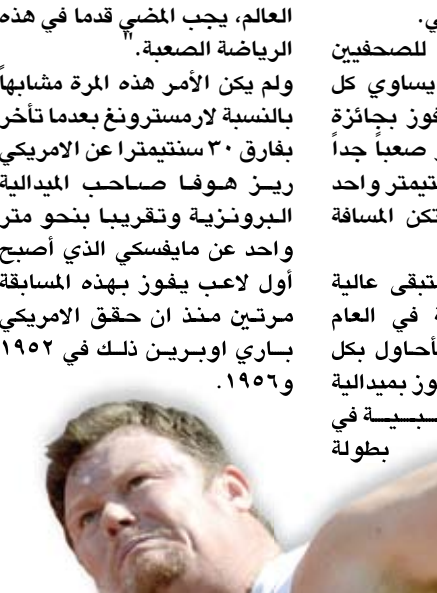 ي.
للصحفيين
يساوي كل
فوز بجائزة
ر صعباً جداً
تيمتر واحد
تكن المسافة
تبقى عالية
ة في العام
أحاول بكل
وز بميدالية
ـبـيـة في
بطولة
العالم، يجب المضي قدما في هذه
الرياضة الصعبة."
ولم يكن الأمر هذه المرة مشابهاً
بالنسبة لارمسترونغ بعدما تأخر
بفارق ٣٠ سنتيمترا عن الامريكي
ريز هوفا صاحب الميدالية
البرونزية وتقريبا بنحو متر
واحد عن مايفسكي الذي أصبح
أول لاعب يفوز بهذه المسابقة
مرتين منذ ان حقق الامريكي
باري اوبرين ذلك في ١٩٥٢
و١٩٥٦.